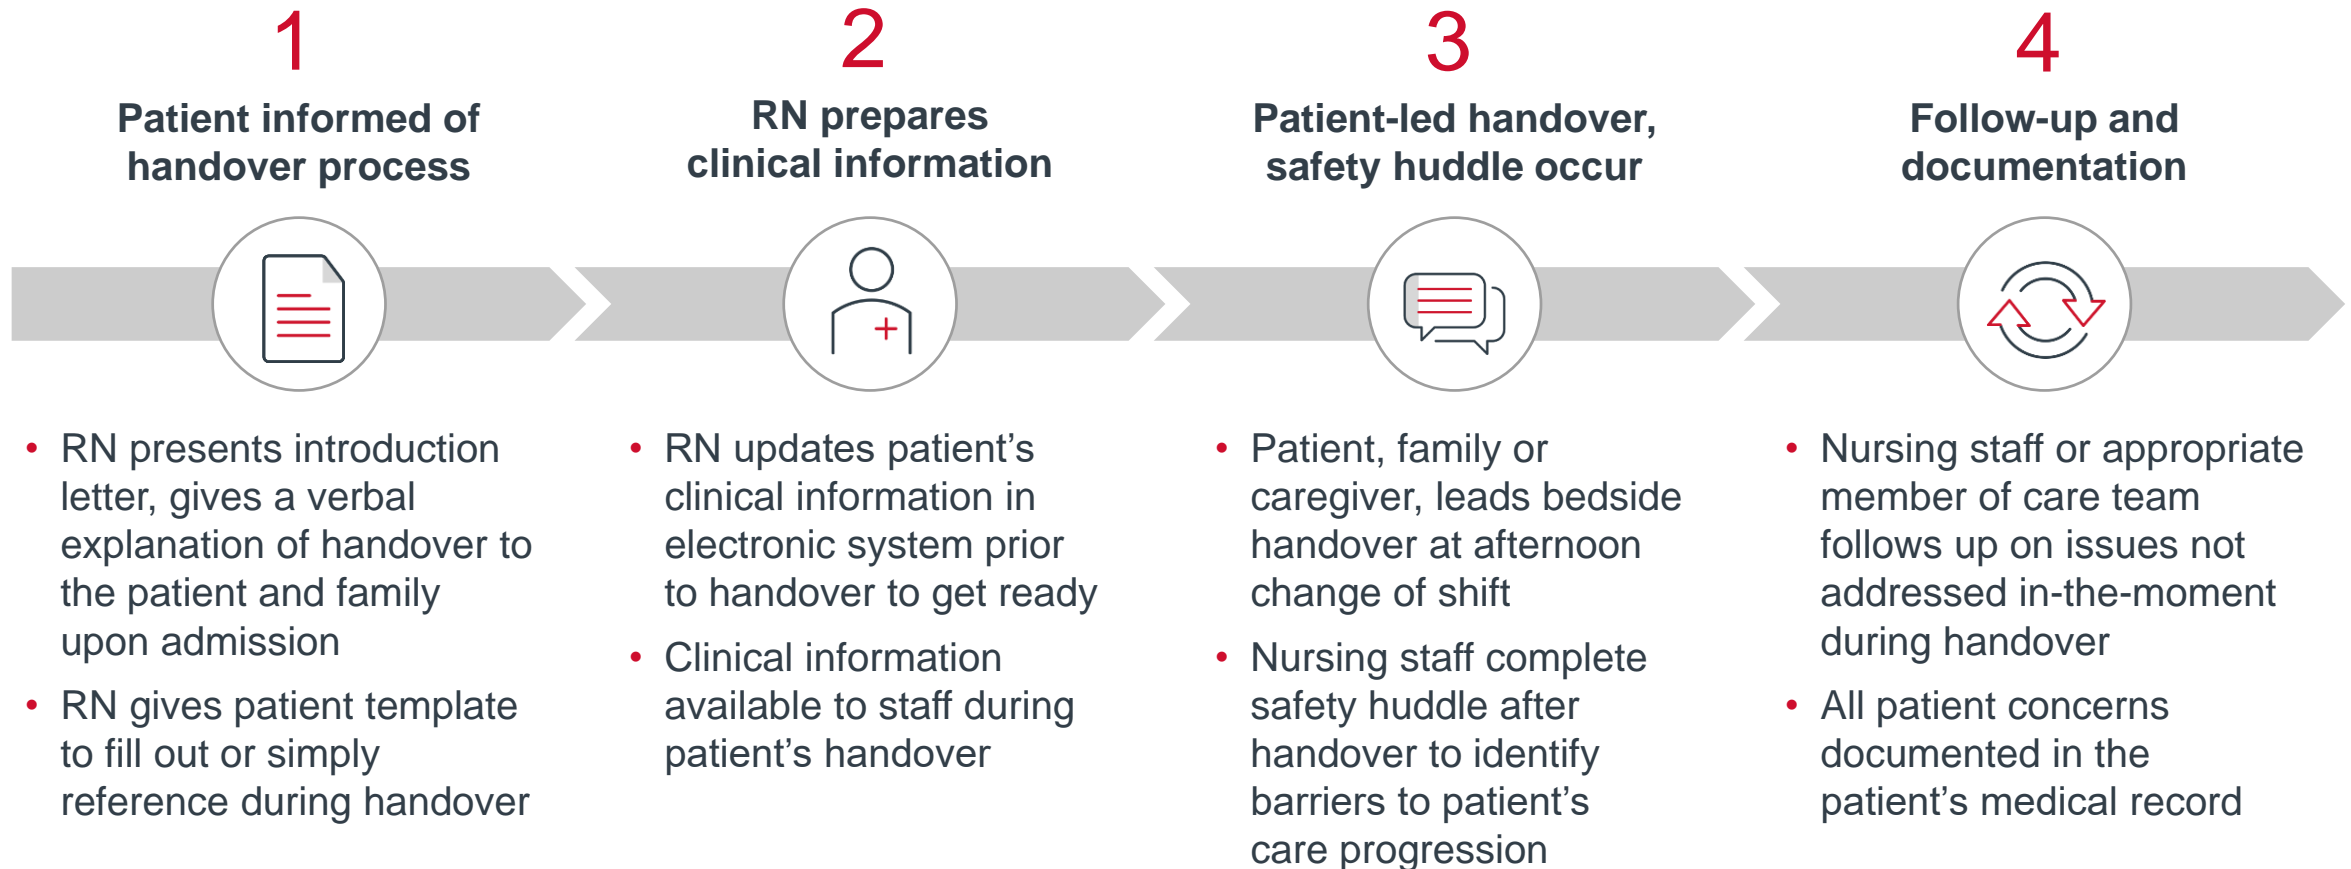 1
Patient informed of
handover process
• RN presents introduction
letter, gives a verbal
explanation of handover to
the patient and family
upon admission
• RN gives patient template
to fill out or simply
reference during handover
2
RN prepares
clinical information
• RN updates patient’s
clinical information in
electronic system prior
to handover to get ready
• Clinical information
available to staff during
patient’s handover
3
Patient-led handover,
safety huddle occur
• Patient, family or
caregiver, leads bedside
handover at afternoon
change of shift
• Nursing staff complete
safety huddle after
handover to identify
barriers to patient’s
care progression
4
Follow-up and
documentation
• Nursing staff or appropriate
member of care team
follows up on issues not
addressed in-the-moment
during handover
• All patient concerns
documented in the
patient’s medical record